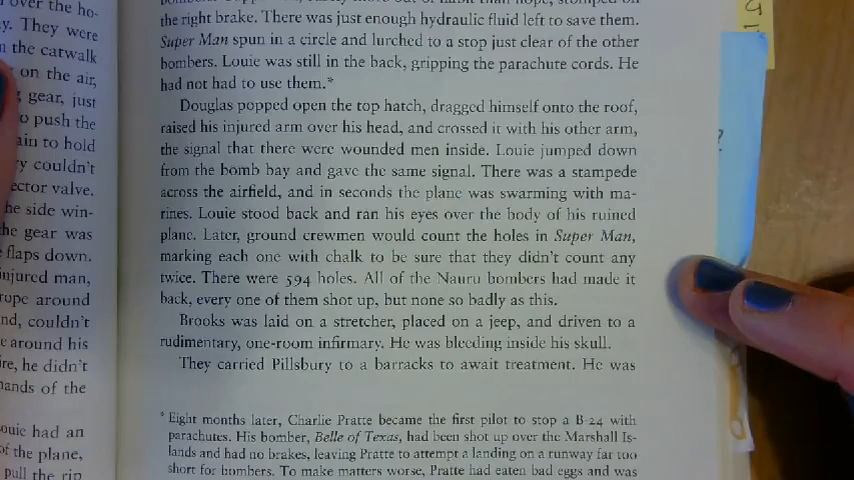 over the ho-
y. They were
n the catwalk
on the air,
gear, just
o push the
ain to hold
y couldn't
ector valve.
he side win-
he gear was
flaps down.
injured man,
rope around
nd, couldn't
e around his
ire, he didn't
hands of the
ouie had an
of the plane,
pull the rip
the right brake. There was just enough hydraulic fluid left to save them.
Super Man spun in a circle and lurched to a stop just clear of the other
bombers. Louie was still in the back, gripping the parachute cords. He
had not had to use them.*
Douglas popped open the top hatch, dragged himself onto the roof,
raised his injured arm over his head, and crossed it with his other arm,
the signal that there were wounded men inside. Louie jumped down
from the bomb bay and gave the same signal. There was a stampede
across the airfield, and in seconds the plane was swarming with ma-
rines. Louie stood back and ran his eyes over the body of his ruined
plane. Later, ground crewmen would count the holes in Super Man,
marking each one with chalk to be sure that they didn't count any
twice. There were 594 holes. All of the Nauru bombers had made it
back, every one of them shot up, but none so badly as this.
Brooks was laid on a stretcher, placed on a jeep, and driven to a
rudimentary, one-room infirmary. He was bleeding inside his skull.
They carried Pillsbury to a barracks to await treatment. He was
* Eight months later, Charlie Pratte became the first pilot to stop a B-24 with
parachutes. His bomber, Belle of Texas, had been shot up over the Marshall Is-
lands and had no brakes, leaving Pratte to attempt a landing on a runway far too
short for bombers. To make matters worse, Pratte had eaten bad eggs and was